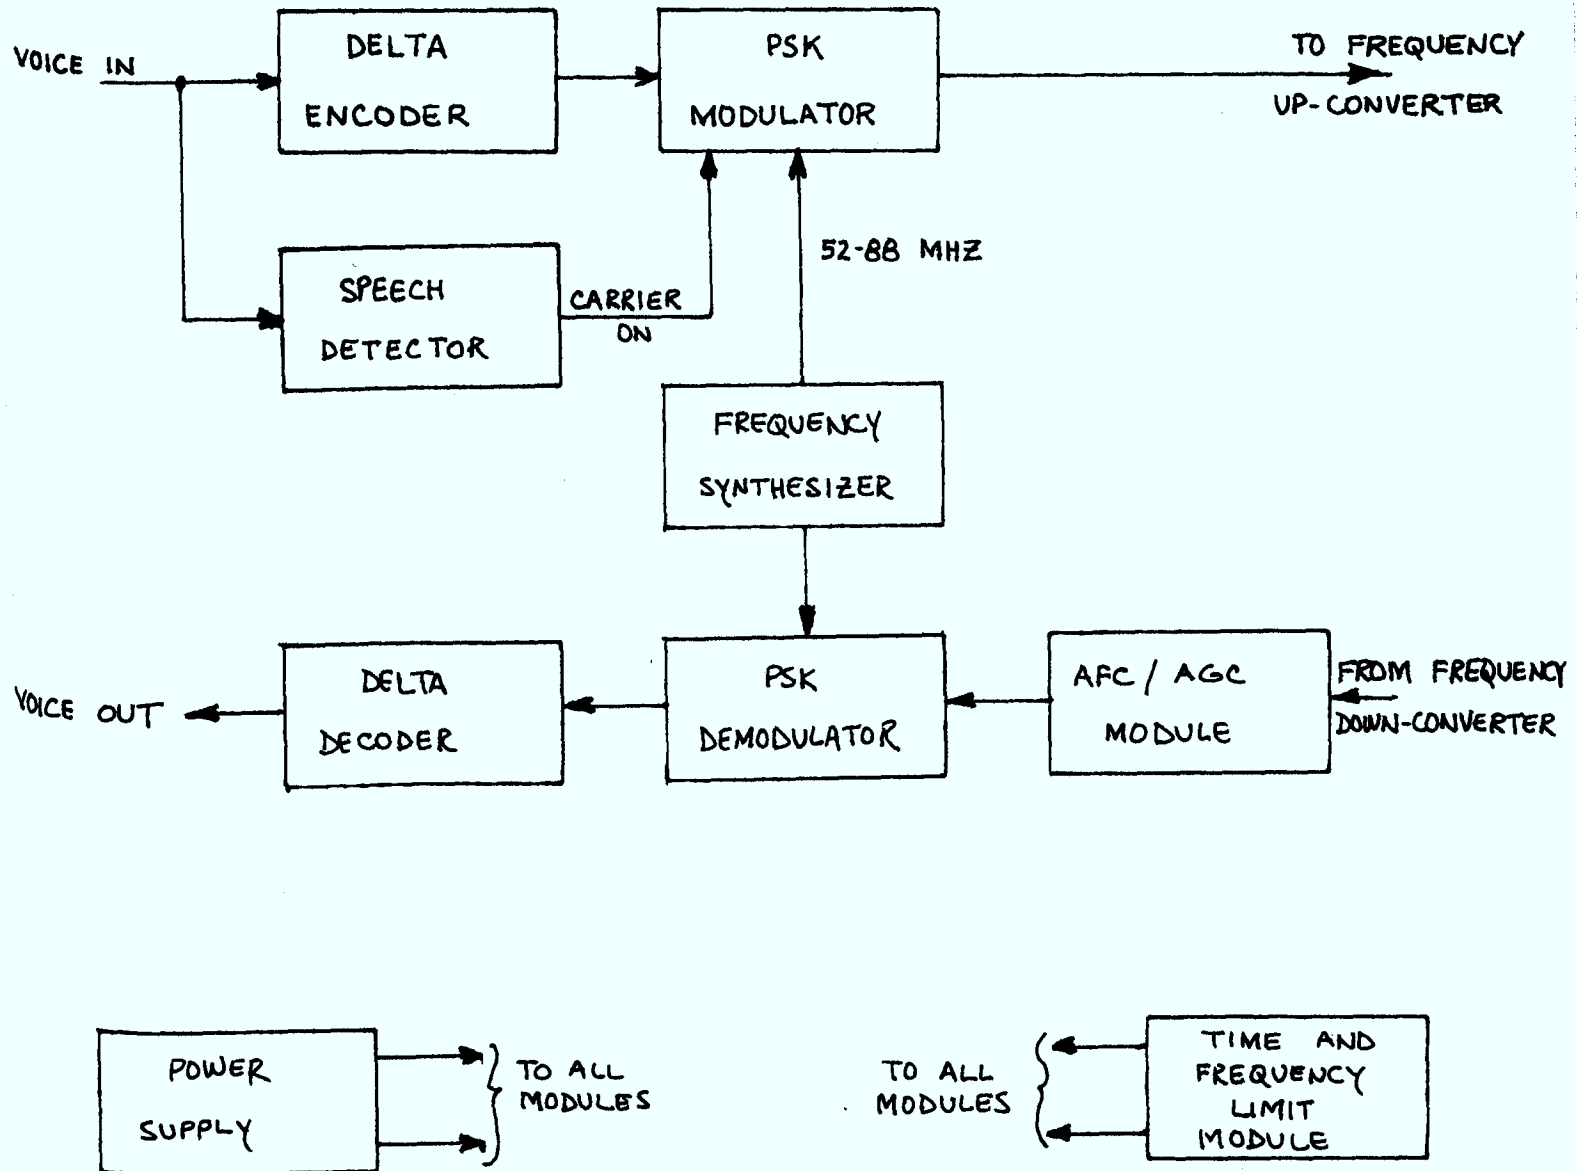 VOICE IN
DELTA
ENCODER
PSK
MODULATOR
TO FREQUENCY
UP-CONVERTER
SPEECH
DETECTOR
CARRIER
ON
52-88 MHZ
FREQUENCY
SYNTHESIZER
VOICE OUT
DELTA
DECODER
PSK
DEMODULATOR
AFC / AGC
MODULE
FROM FREQUENCY
DOWN-CONVERTER
POWER
SUPPLY
TO ALL
MODULES
TO ALL
MODULES
TIME AND
FREQUENCY
LIMIT
MODULE